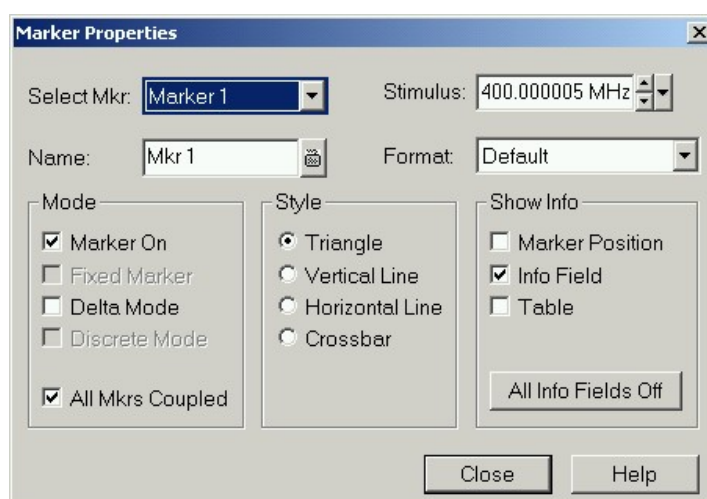 Marker Properties
Select Mkr: Marker 1
Stimulus: 400.000005 MHz
Name: Mkr 1
Format: Default
Mode
Marker On
Fixed Marker
Delta Mode
Discrete Mode
All Mkrs Coupled
Style
Triangle
Vertical Line
Horizontal Line
Crossbar
Show Info
Marker Position
Info Field
Table
All Info Fields Off
Close
Help